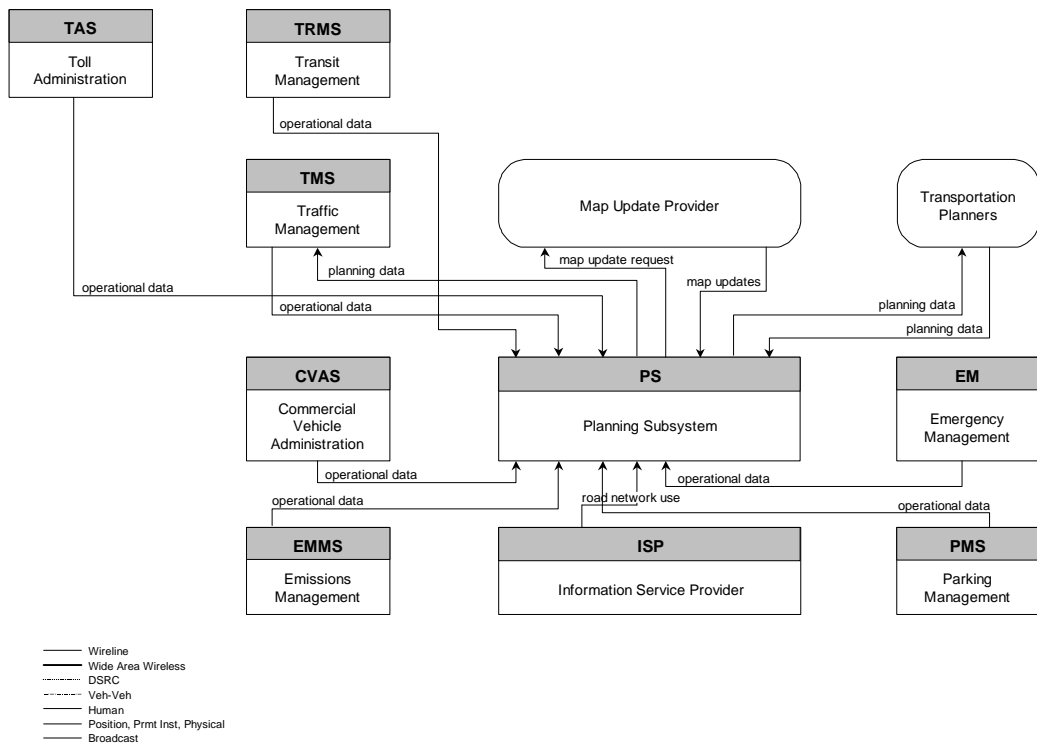 TAS
Toll
Administration
TRMS
Transit
Management
operational data
TMS
Traffic
Management
Map Update Provider
Transportation
Planners
planning data
map update request
map updates
operational data
operational data
planning data
planning data
CVAS
Commercial
Vehicle
Administration
PS
Planning Subsystem
EM
Emergency
Management
operational data
operational data
operational data
road network use
operational data
EMMS
Emissions
Management
ISP
Information Service Provider
PMS
Parking
Management
Wireline
Wide Area Wireless
DSRC
Veh-Veh
Human
Position, Prmt Inst, Physical
Broadcast